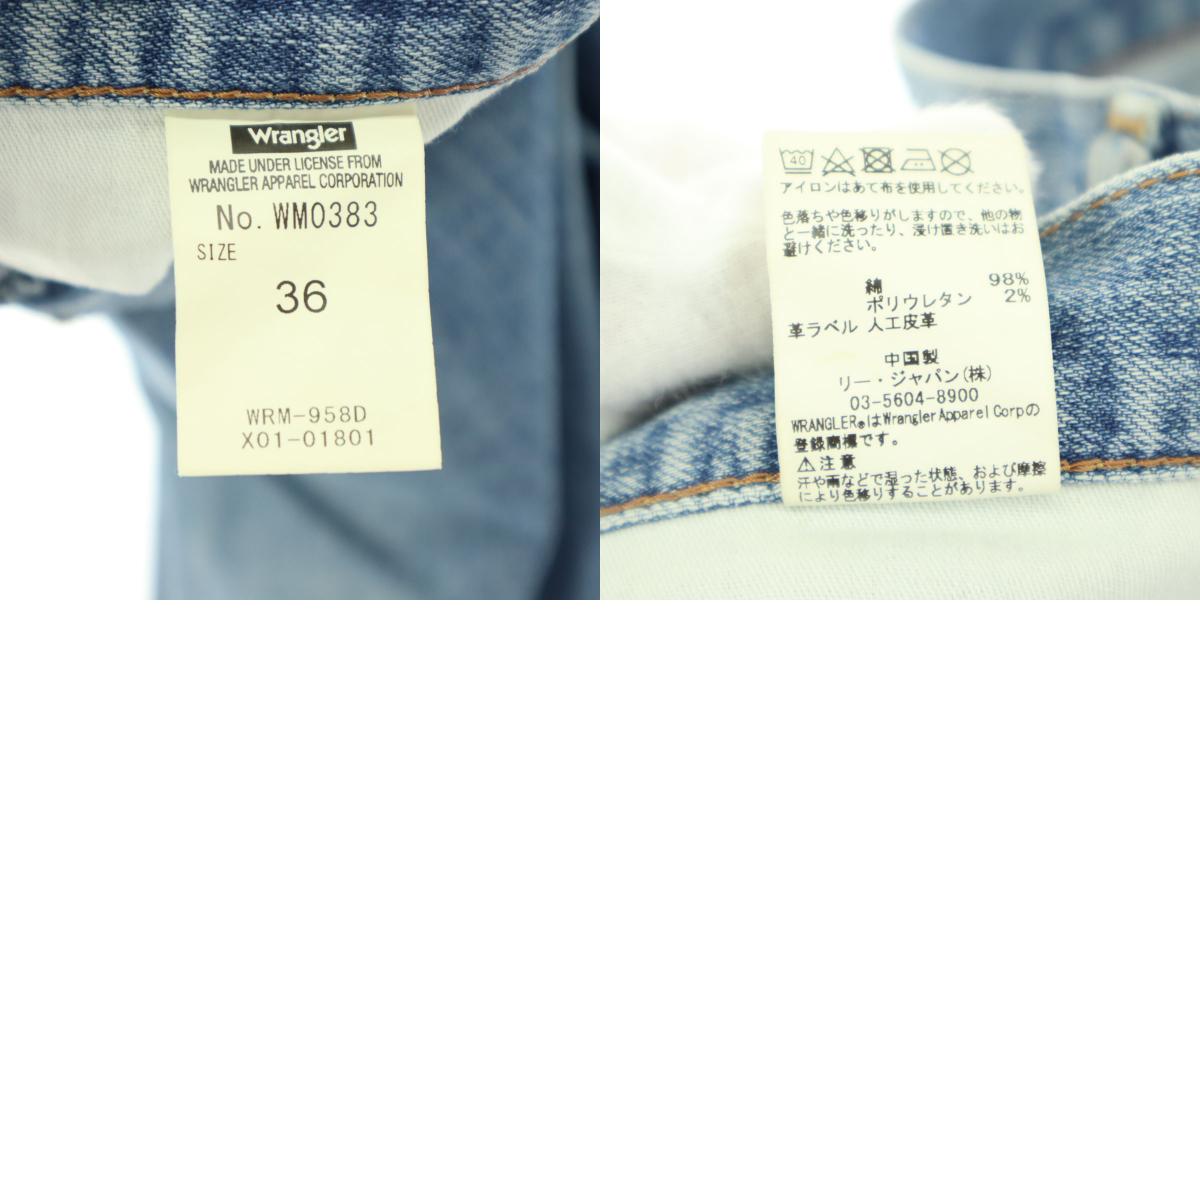 Wrangler
MADE UNDER LICENSE FROM
WRANGLER APPAREL CORPORATION
No. WM0383
SIZE
36
WRM-958D
X01-01801
40
アイロンはあて布を使用してください。
色落ちや色移りがしますので、他の物
と一緒に洗ったり、浸け置き洗いはお
避けください。
綿 98%
ポリウレタン 2%
革ラベル 人工皮革
中国製
リー・ジャパン(株)
03-5604-8900
WRANGLER®はWrangler Apparel Corpの
登録商標です。
⚠注意
汗や雨などで湿った状態、および摩擦
により色移りすることがあります。